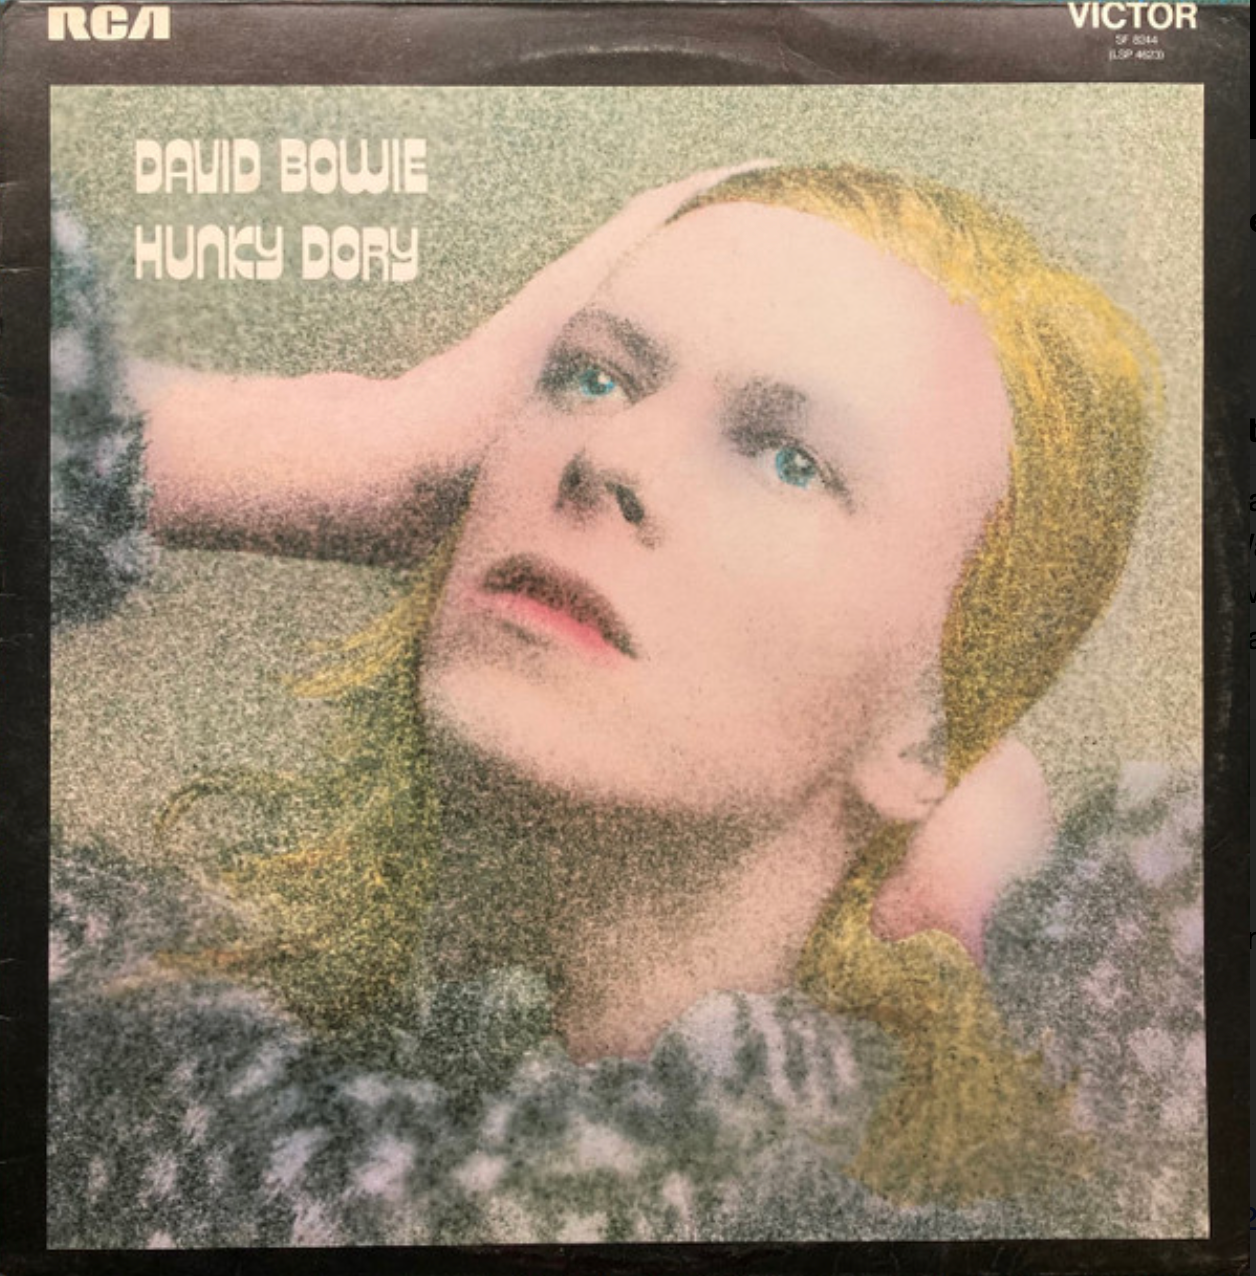 RCA
VICTOR
SF 8244
(LSP 4623)
DAVID BOWIE
HUNKY DORY